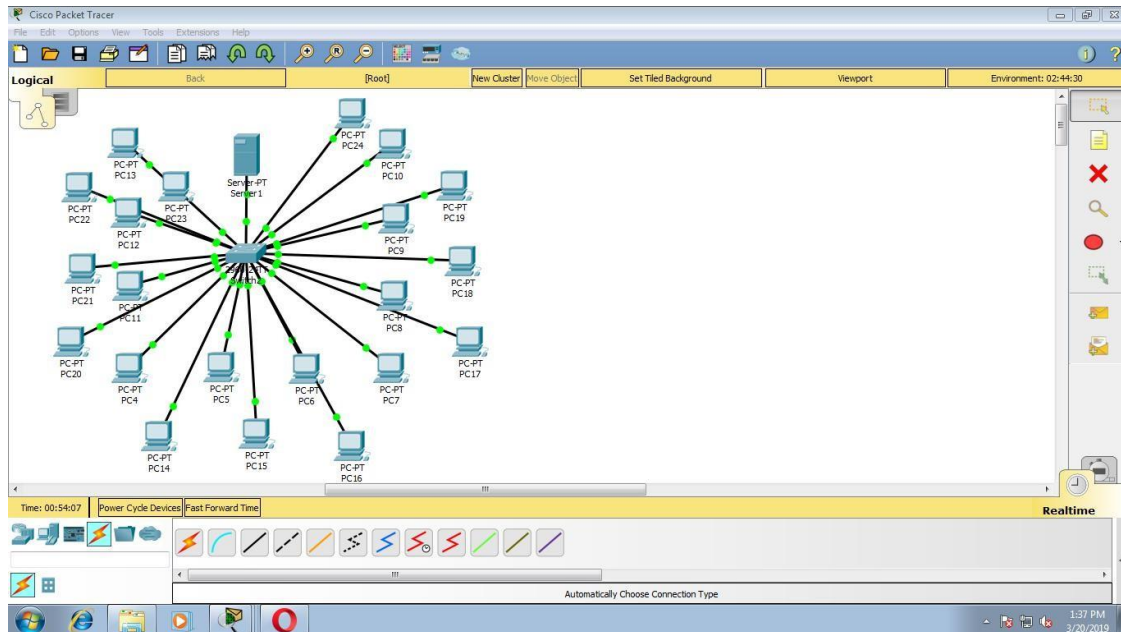 Cisco Packet Tracer
File Edit Options View Tools Extensions Help
Logical
Back
[Root]
New Cluster
Move Object
Set Tiled Background
Viewport
Environment: 02:44:30
PC-PT
PC24
PC-PT
PC13
PC-PT
PC10
Server-PT
Server1
PC-PT
PC22
PC-PT
PC23
PC-PT
PC19
PC-PT
PC12
PC-PT
PC9
PC-PT
PC21
PC-PT
PC18
PC-PT
PC11
PC-PT
PC8
PC-PT
PC20
PC-PT
PC17
PC-PT
PC4
PC-PT
PC5
PC-PT
PC6
PC-PT
PC7
PC-PT
PC14
PC-PT
PC15
PC-PT
PC16
Time: 00:54:07
Power Cycle Devices
Fast Forward Time
Realtime
Automatically Choose Connection Type
1:37 PM
3/20/2019